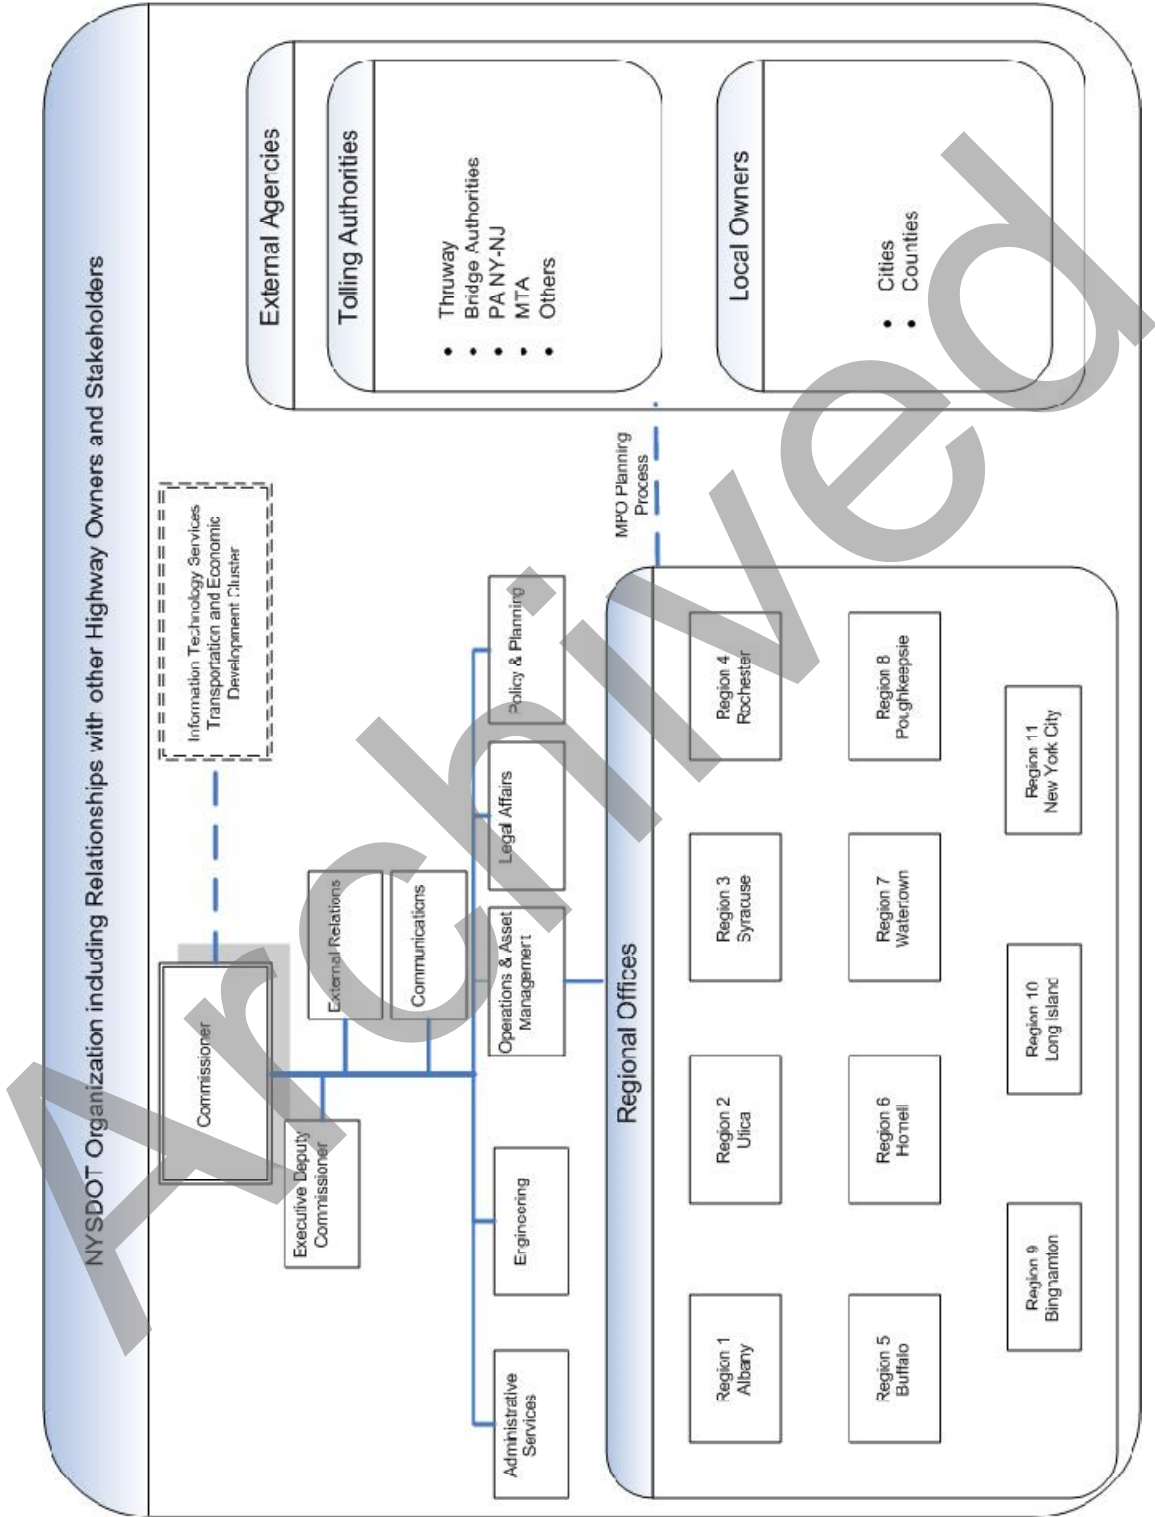 NYSDOT Organization including Relationships with other Highway Owners and Stakeholders
Commissioner
Information Technology Services
Transportation and Economic
Development Cluster
Executive Deputy
Commissioner
External Relations
Communications
Administrative
Services
Engineering
Operations & Asset
Management
Legal Affairs
Policy & Planning
Regional Offices
Region 1
Albany
Region 2
Utica
Region 3
Syracuse
Region 4
Rochester
Region 5
Buffalo
Region 6
Hornell
Region 7
Watertown
Region 8
Poughkeepsie
Region 9
Binghamton
Region 10
Long Island
Region 11
New York City
MPO Planning
Process
External Agencies
Tolling Authorities
• Thruway
• Bridge Authorities
• PA NY-NJ
• MTA
• Others
Local Owners
• Cities
• Counties
Archived